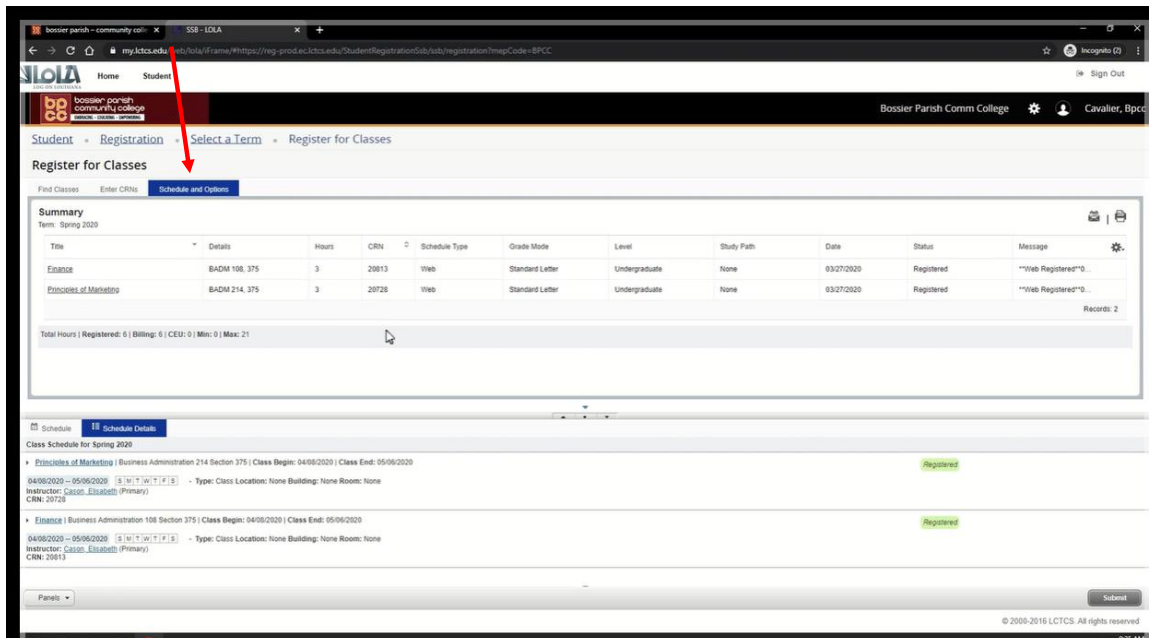 bossier parish – community colle
SSB - LOLA
my.lctcs.edu/web/lola/iFrame/#https://reg-prod.ec.lctcs.edu/StudentRegistrationSsb/ssb/registration?mepCode=BPCC
Incognito (2)
LOLA
LOG ON LOUISIANA
Home Student
Sign Out
bpcc
bossier parish
community college
Bossier Parish Comm College Cavalier, Bpcc
Student Registration Select a Term Register for Classes
Register for Classes
Find Classes Enter CRNs Schedule and Options
Summary
Term: Spring 2020
Title Details Hours CRN Schedule Type Grade Mode Level Study Path Date Status Message
Finance BADM 108, 375 3 20813 Web Standard Letter Undergraduate None 03/27/2020 Registered **Web Registered**0...
Principles of Marketing BADM 214, 375 3 20728 Web Standard Letter Undergraduate None 03/27/2020 Registered **Web Registered**0...
Records: 2
Total Hours | Registered: 6 | Billing: 6 | CEU: 0 | Min: 0 | Max: 21
Schedule Schedule Details
Class Schedule for Spring 2020
Principles of Marketing | Business Administration 214 Section 375 | Class Begin: 04/08/2020 | Class End: 05/06/2020
Registered
04/08/2020 -- 05/06/2020 S M T W T F S - Type: Class Location: None Building: None Room: None
Instructor: Cason, Elisabeth (Primary)
CRN: 20728
Finance | Business Administration 108 Section 375 | Class Begin: 04/08/2020 | Class End: 05/06/2020
Registered
04/08/2020 -- 05/06/2020 S M T W T F S - Type: Class Location: None Building: None Room: None
Instructor: Cason, Elisabeth (Primary)
CRN: 20813
Panels
Submit
© 2000-2016 LCTCS. All rights reserved